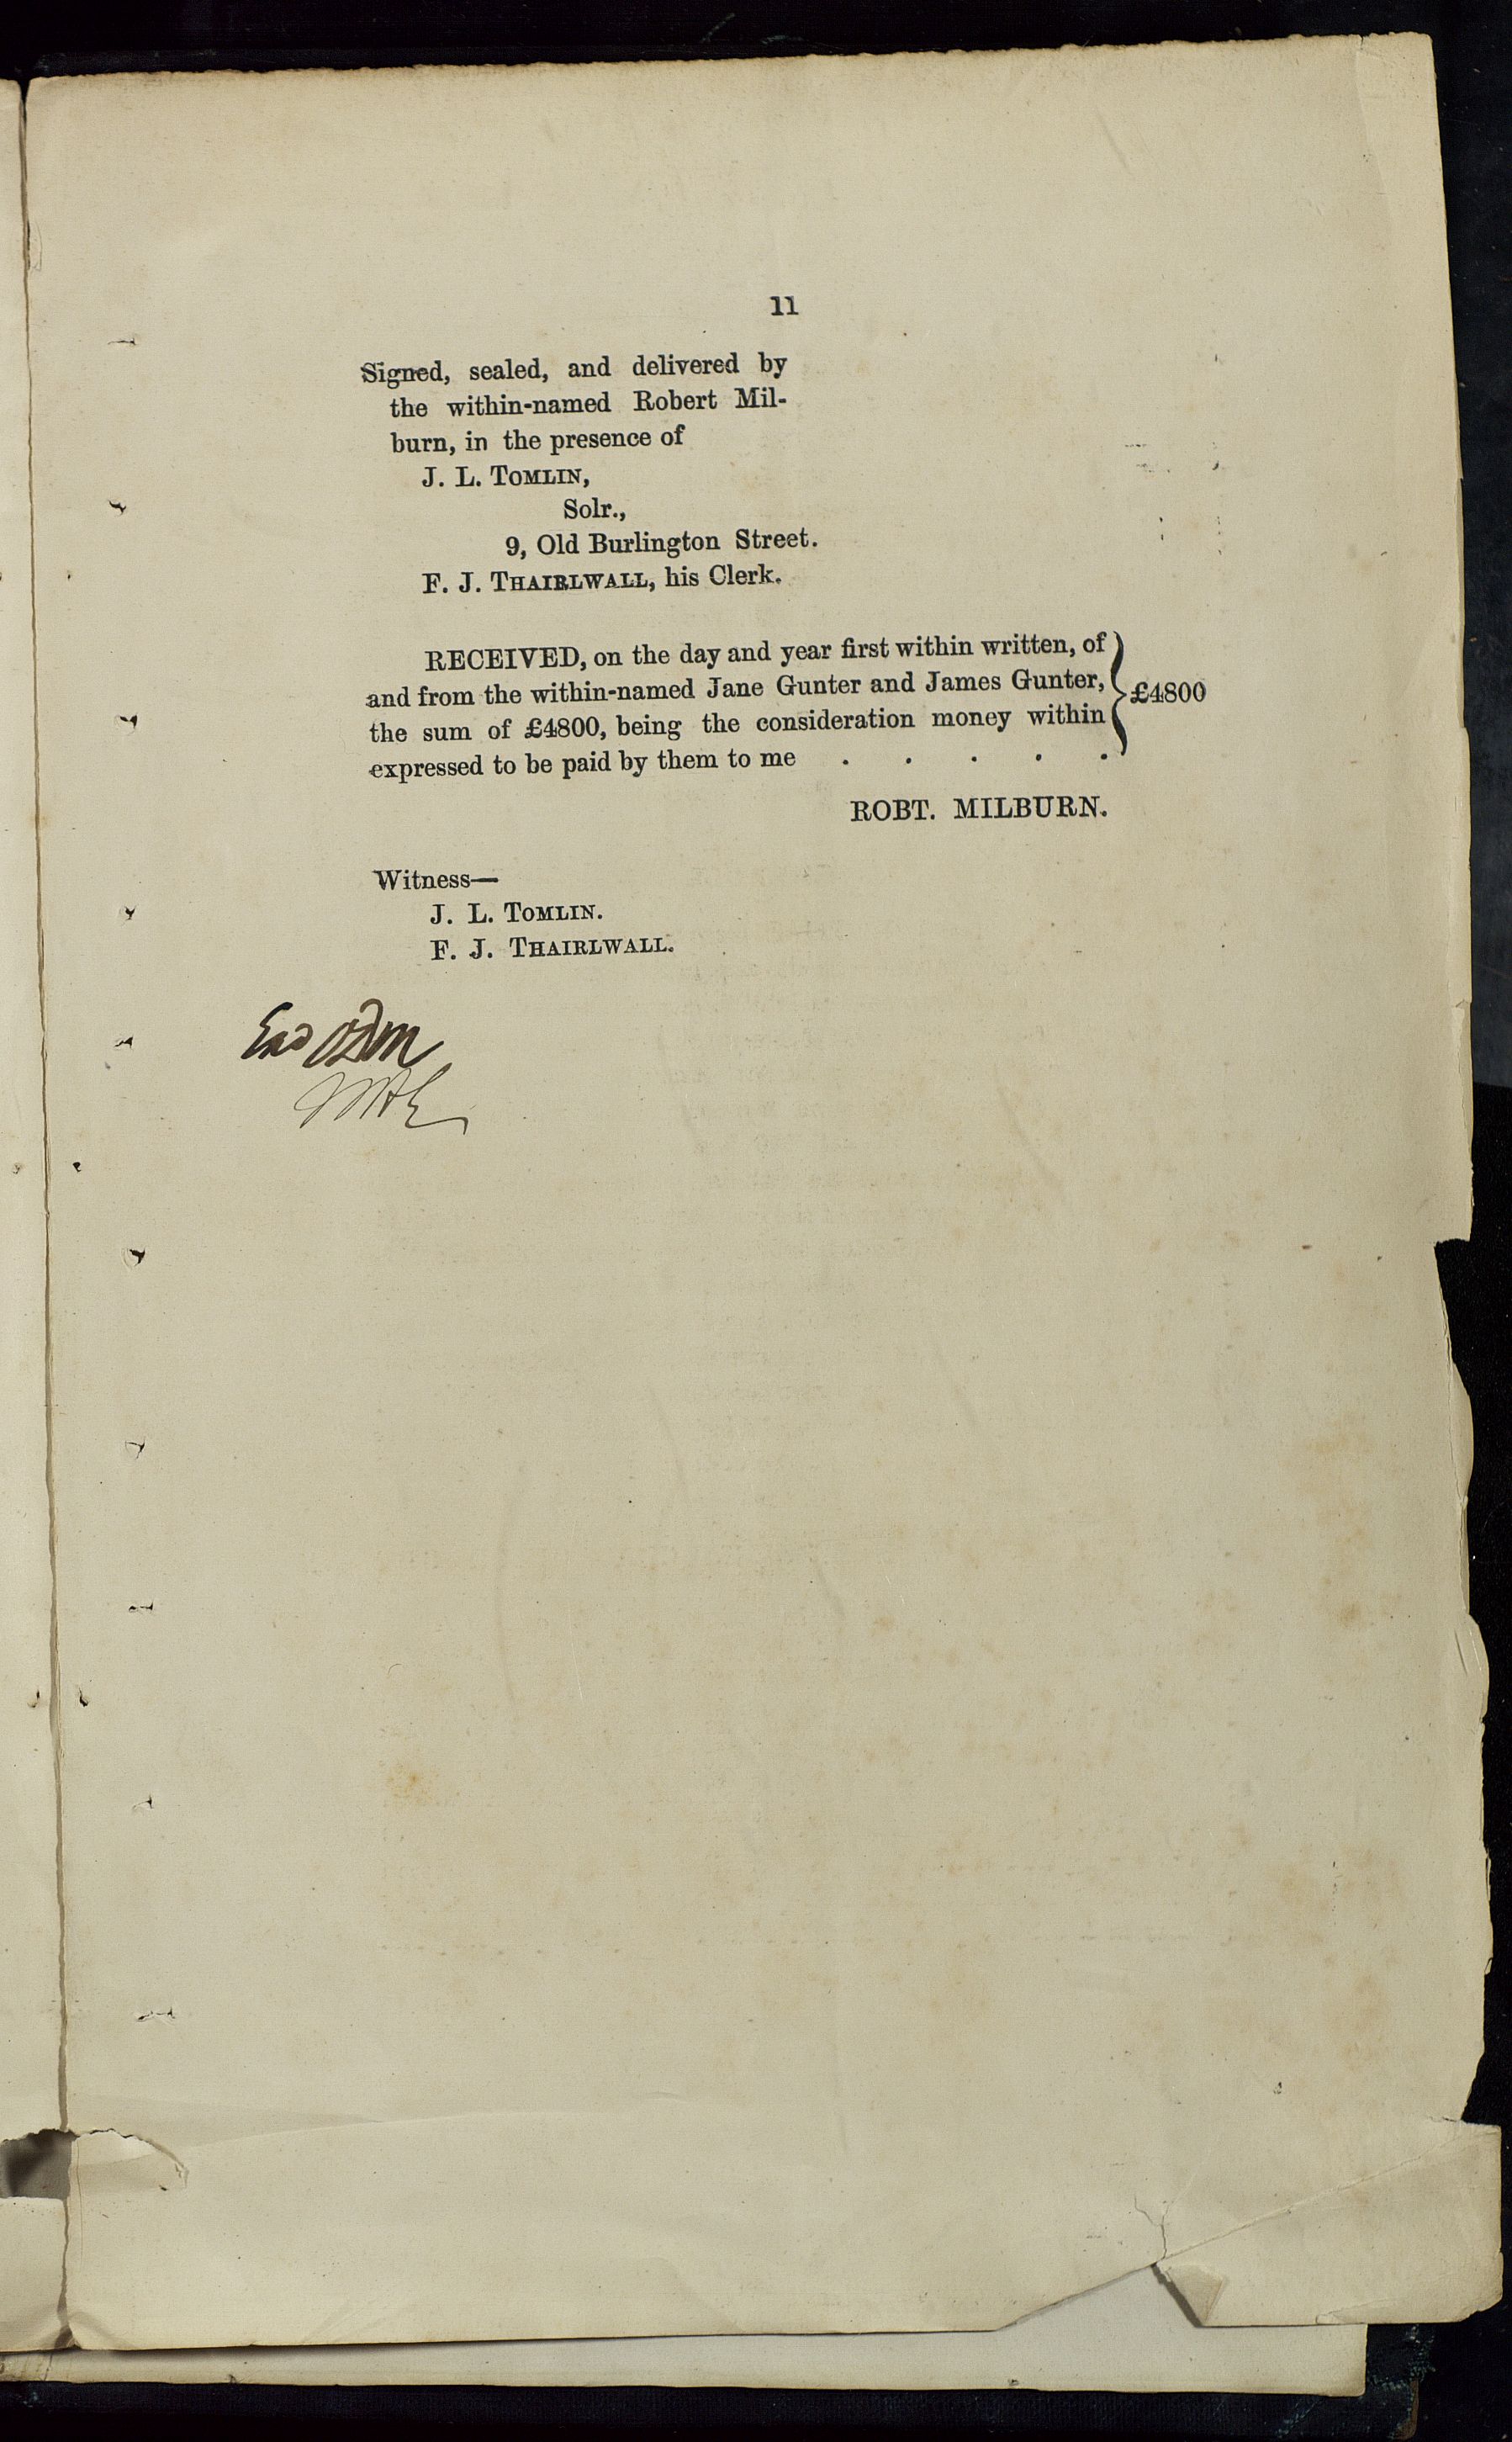 11
Signed, sealed, and delivered by
the within-named Robert Mil-
burn, in the presence of
J. L. TOMLIN,
Solr.,
9, Old Burlington Street.
F. J. THAIRLWALL, his Clerk.
RECEIVED, on the day and year first within written, of
and from the within-named Jane Gunter and James Gunter,
the sum of £4800, being the consideration money within
expressed to be paid by them to me . . . . .
£4800
ROBT. MILBURN.
Witness—
J. L. TOMLIN.
F. J. THAIRLWALL.